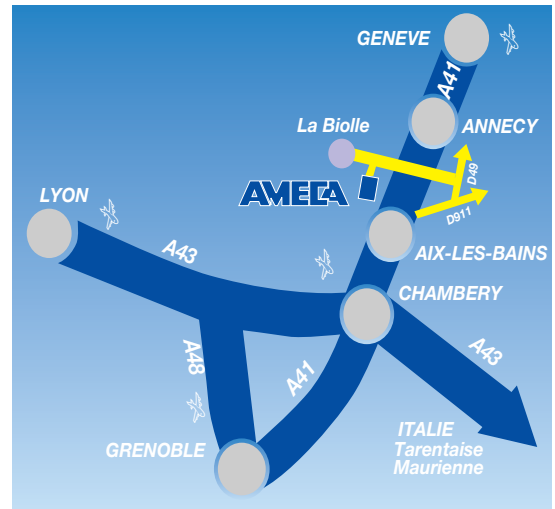 GENEVE
A41
ANNECY
La Biolle
D49
AMECA
D911
LYON
A43
AIX-LES-BAINS
CHAMBERY
A48
A41
A43
GRENOBLE
ITALIE
Tarentaise
Maurienne